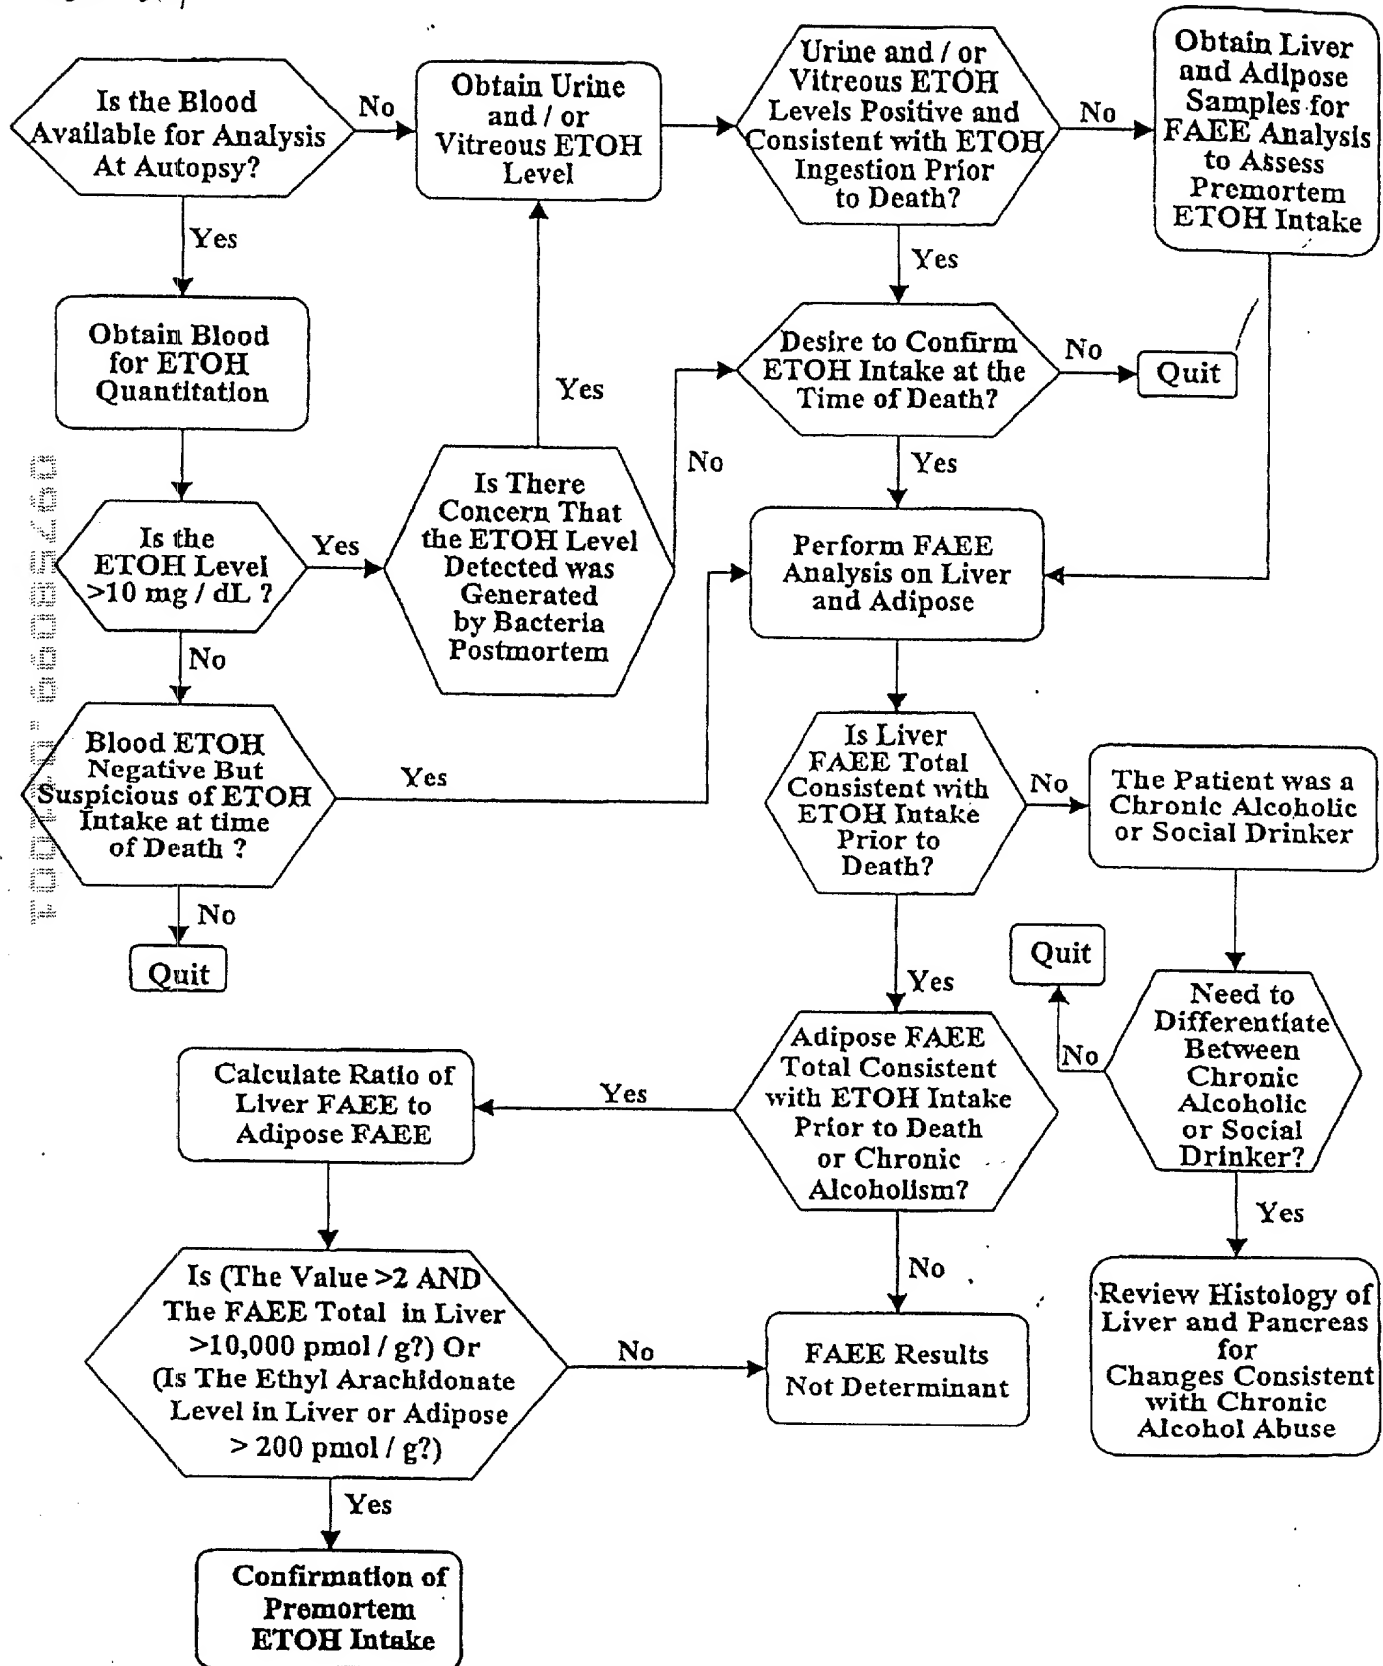 Is the Blood
Available for Analysis
At Autopsy?
No
Yes
Obtain Urine
and / or
Vitreous ETOH
Level
Urine and / or
Vitreous ETOH
Levels Positive and
Consistent with ETOH
Ingestion Prior
to Death?
No
Yes
Obtain Liver
and Adipose
Samples for
FAEE Analysis
to Assess
Premortem
ETOH Intake
Obtain Blood
for ETOH
Quantitation
Yes
Desire to Confirm
ETOH Intake at the
Time of Death?
No
Quit
Yes
Is the
ETOH Level
>10 mg / dL ?
Yes
No
Is There
Concern That
the ETOH Level
Detected was
Generated
by Bacteria
Postmortem
No
Perform FAEE
Analysis on Liver
and Adipose
Blood ETOH
Negative But
Suspicious of ETOH
Intake at time
of Death ?
Yes
No
Quit
Is Liver
FAEE Total
Consistent with
ETOH Intake
Prior to
Death?
No
Yes
The Patient was a
Chronic Alcoholic
or Social Drinker
Quit
No
Need to
Differentiate
Between
Chronic
Alcoholic
or Social
Drinker?
Yes
Adipose FAEE
Total Consistent
with ETOH Intake
Prior to Death
or Chronic
Alcoholism?
Yes
No
Calculate Ratio of
Liver FAEE to
Adipose FAEE
Is (The Value >2 AND
The FAEE Total in Liver
>10,000 pmol / g?) Or
(Is The Ethyl Arachidonate
Level in Liver or Adipose
> 200 pmol / g?)
No
Yes
FAEE Results
Not Determinant
Review Histology of
Liver and Pancreas
for
Changes Consistent
with Chronic
Alcohol Abuse
Confirmation of
Premortem
ETOH Intake